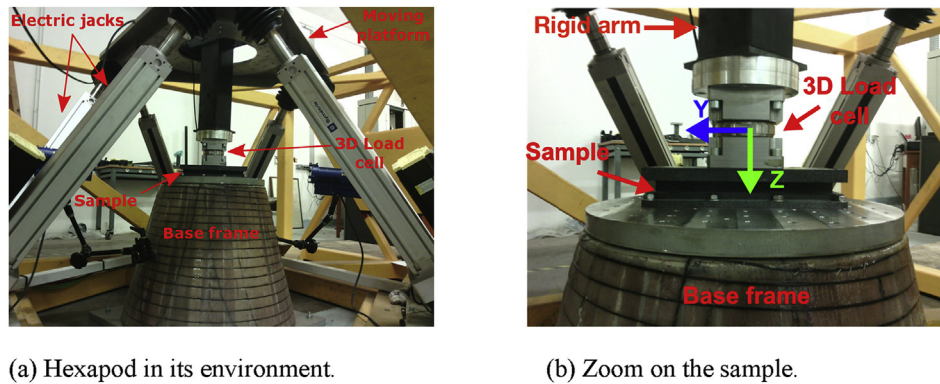 Electric jacks
Moving
platform
3D Load
cell
Sample
Base frame
Rigid arm
3D Load
cell
Y
Sample
Z
Base frame
(a) Hexapod in its environment.
(b) Zoom on the sample.